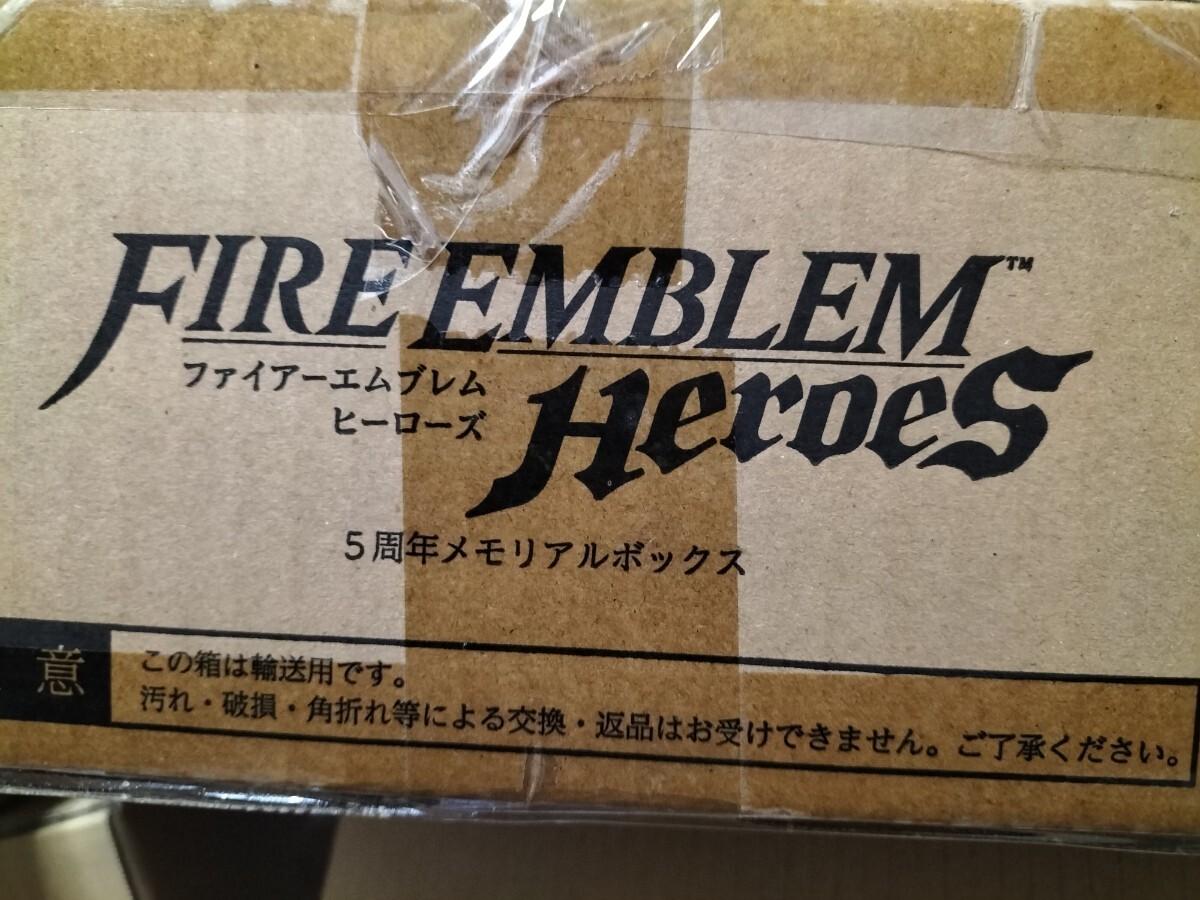 FIRE EMBLEM™
ファイアーエムブレム
ヒーローズ
Heroes
5周年メモリアルボックス
意
この箱は輸送用です。
汚れ・破損・角折れ等による交換・返品はお受けできません。ご了承ください。